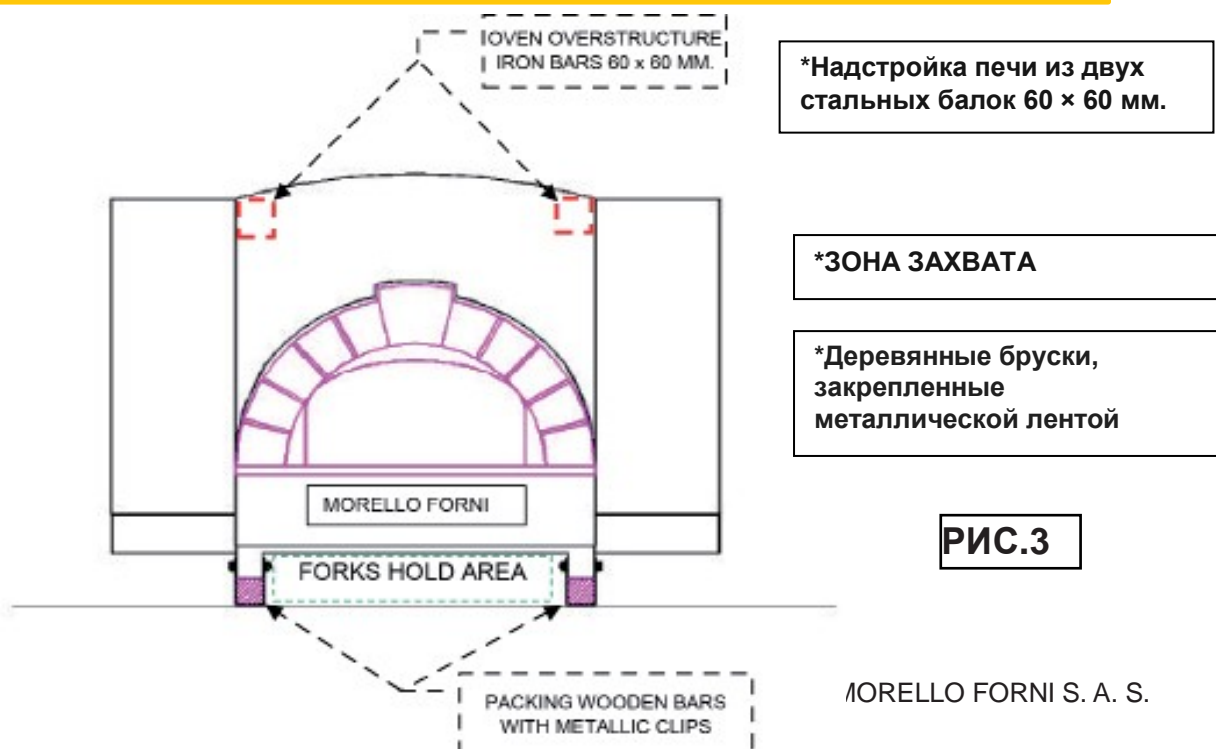 OVEN OVERSTRUCTURE
IRON BARS 60 x 60 MM.
*Надстройка печи из двух
стальных балок 60 × 60 мм.
*ЗОНА ЗАХВАТА
*Деревянные бруски,
закрепленные
металлической лентой
MORELLO FORNI
РИС.3
FORKS HOLD AREA
PACKING WOODEN BARS
WITH METALLIC CLIPS
MORELLO FORNI S. A. S.